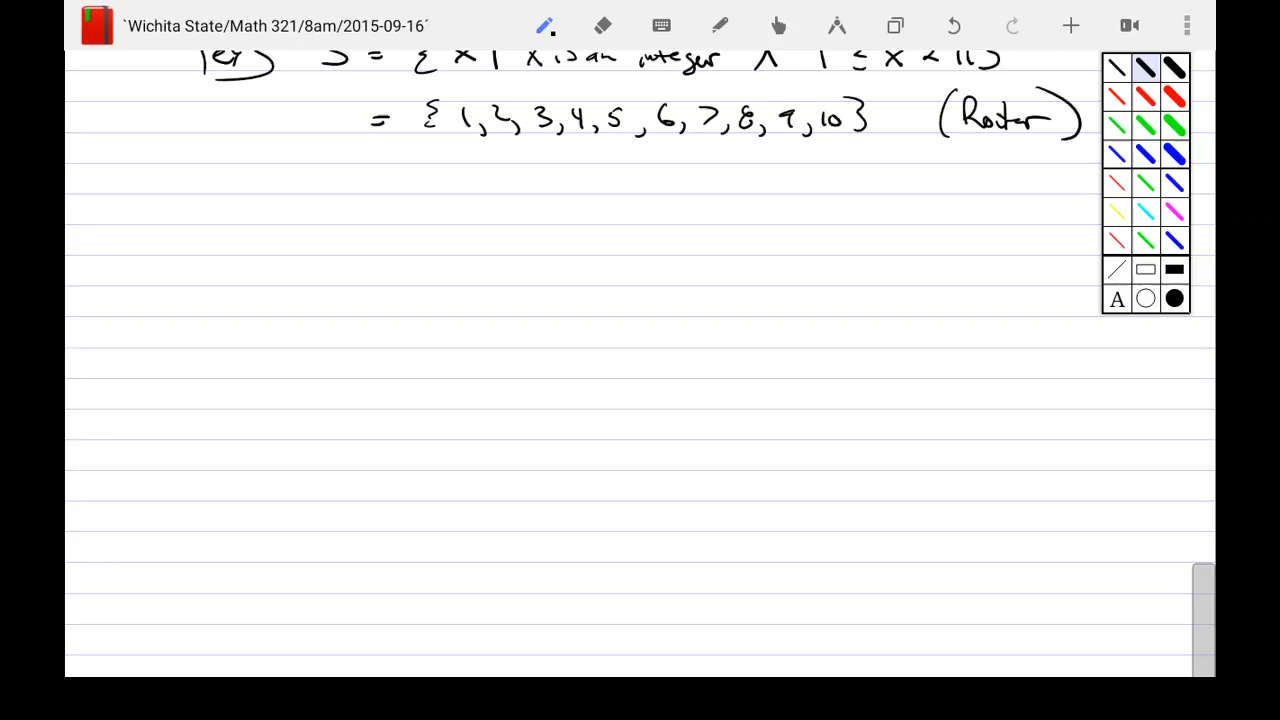 `Wichita State/Math 321/8am/2015-09-16´
ex) S = { x | x is an integer ∧ 1 ≤ x < 11 }
= { 1, 2, 3, 4, 5, 6, 7, 8, 9, 10 } (Roster)
A